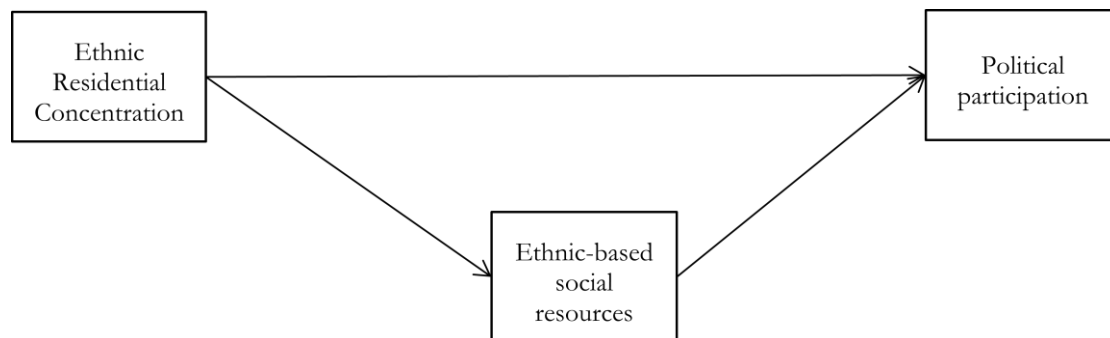 Ethnic
Residential
Concentration
Political
participation
Ethnic-based
social
resources